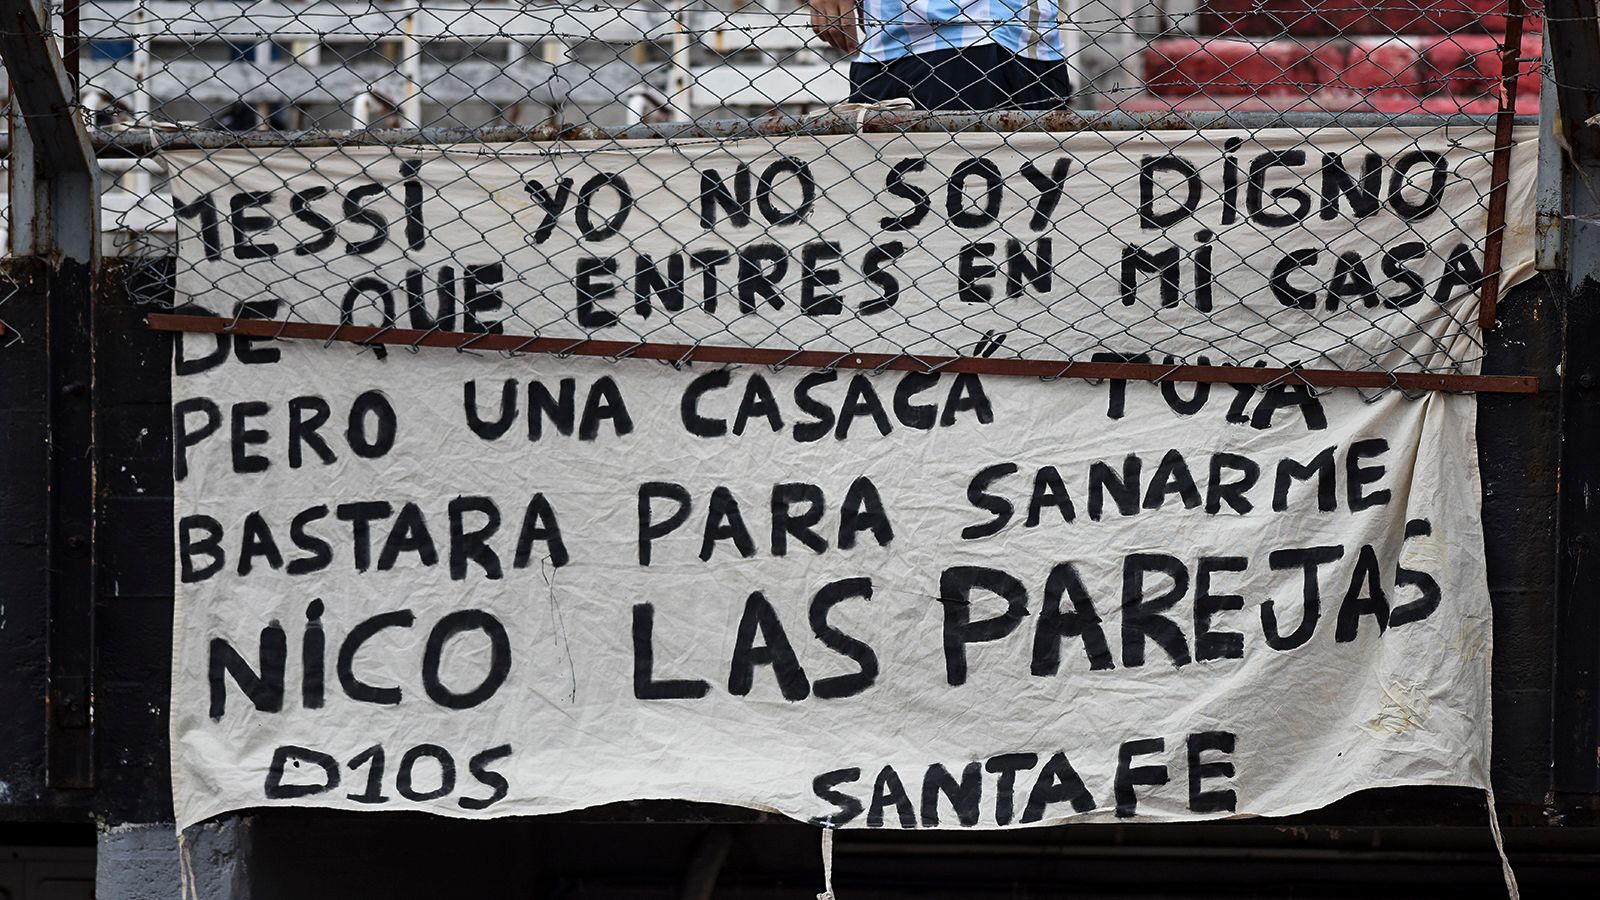 MESSi YO NO SOY DiGNO
DE QUE ENTRES EN Mi CASA
PERO UNA "CASACA" TUYA
BASTARA PARA SANARME
NiCO LAS PAREJAS
D1OS SANTA FE